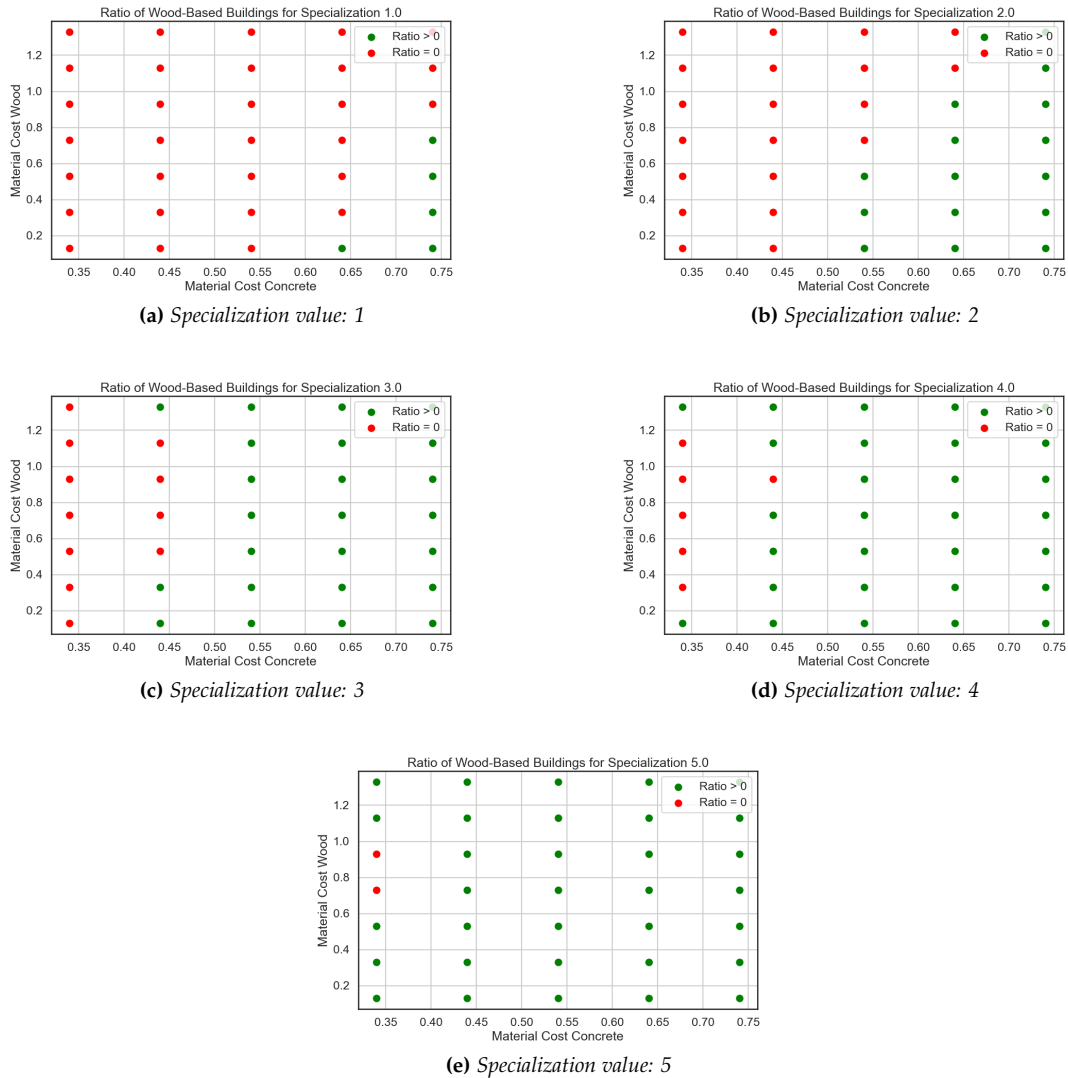 Ratio of Wood-Based Buildings for Specialization 1.0
Ratio > 0
Ratio = 0
1.2
1.0
0.8
0.6
0.4
0.2
Material Cost Wood
0.35 0.40 0.45 0.50 0.55 0.60 0.65 0.70 0.75
Material Cost Concrete
(a) Specialization value: 1
Ratio of Wood-Based Buildings for Specialization 2.0
Ratio > 0
Ratio = 0
1.2
1.0
0.8
0.6
0.4
0.2
Material Cost Wood
0.35 0.40 0.45 0.50 0.55 0.60 0.65 0.70 0.75
Material Cost Concrete
(b) Specialization value: 2
Ratio of Wood-Based Buildings for Specialization 3.0
Ratio > 0
Ratio = 0
1.2
1.0
0.8
0.6
0.4
0.2
Material Cost Wood
0.35 0.40 0.45 0.50 0.55 0.60 0.65 0.70 0.75
Material Cost Concrete
(c) Specialization value: 3
Ratio of Wood-Based Buildings for Specialization 4.0
Ratio > 0
Ratio = 0
1.2
1.0
0.8
0.6
0.4
0.2
Material Cost Wood
0.35 0.40 0.45 0.50 0.55 0.60 0.65 0.70 0.75
Material Cost Concrete
(d) Specialization value: 4
Ratio of Wood-Based Buildings for Specialization 5.0
Ratio > 0
Ratio = 0
1.2
1.0
0.8
0.6
0.4
0.2
Material Cost Wood
0.35 0.40 0.45 0.50 0.55 0.60 0.65 0.70 0.75
Material Cost Concrete
(e) Specialization value: 5